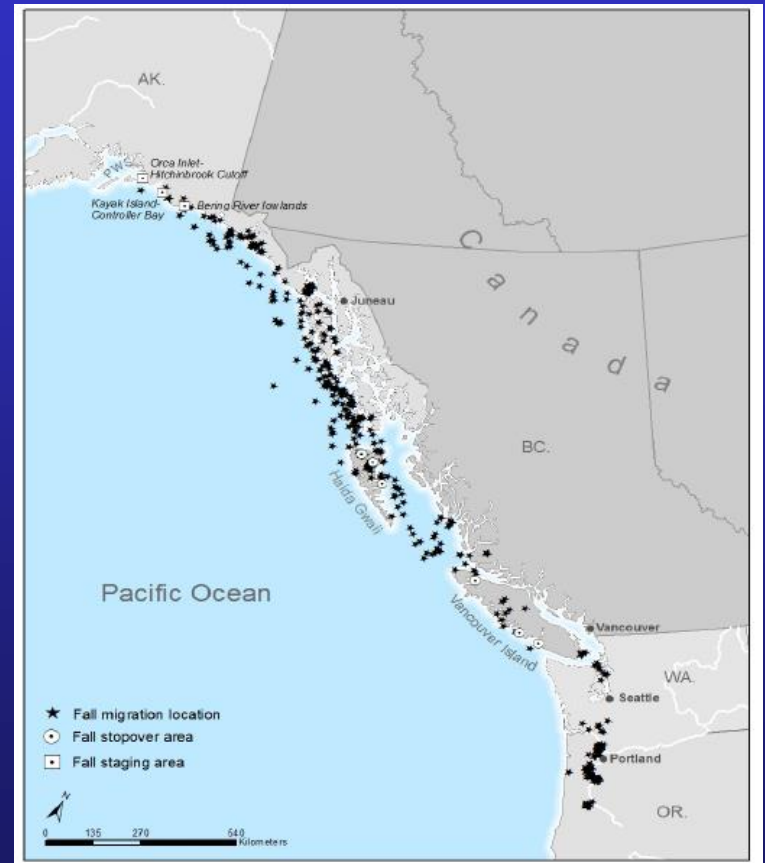 AK.
PWS
Orca Inlet-
Hitchinbrook Cutoff
Kayak Island-
Controller Bay
Bering River lowlands
Juneau
Canada
BC.
Haida Gwaii
Pacific Ocean
Vancouver Island
Vancouver
WA.
Seattle
Portland
OR.
Fall migration location
Fall stopover area
Fall staging area
N
0 135 270 540
Kilometers